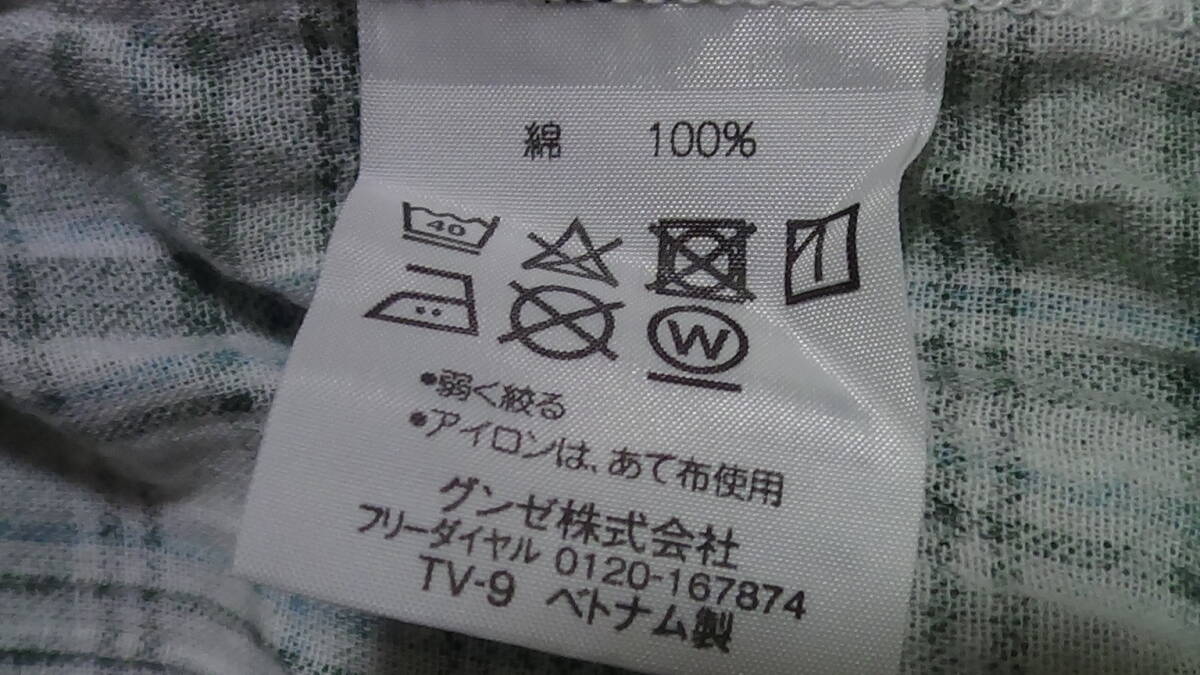 綿 100%
40
W
•弱く絞る
•アイロンは、あて布使用
グンゼ株式会社
フリーダイヤル 0120-167874
TV-9 ベトナム製